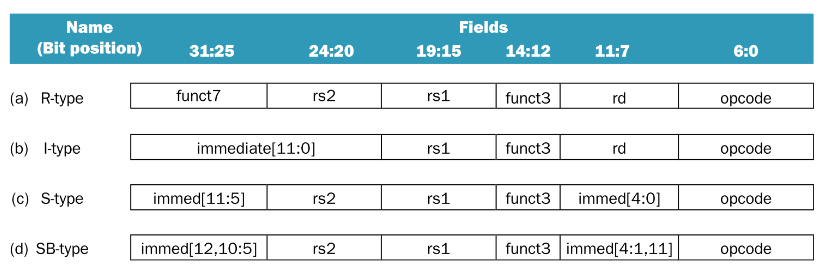 Name Fields
(Bit position) 31:25 24:20 19:15 14:12 11:7 6:0
(a) R-type funct7 rs2 rs1 funct3 rd opcode
(b) I-type immediate[11:0] rs1 funct3 rd opcode
(c) S-type immed[11:5] rs2 rs1 funct3 immed[4:0] opcode
(d) SB-type immed[12,10:5] rs2 rs1 funct3 immed[4:1,11] opcode